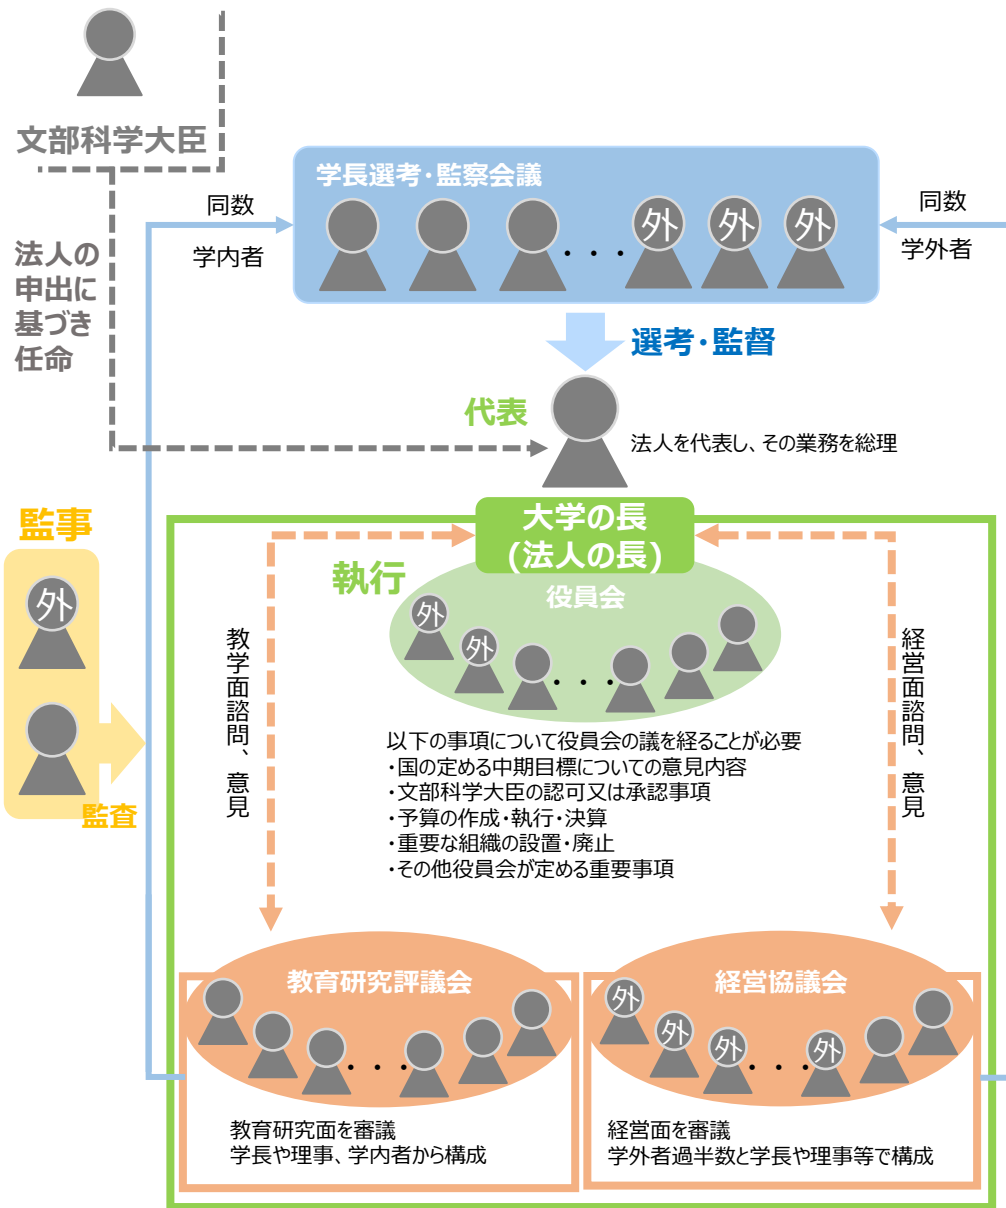 文部科学大臣
法人の
申出に
基づき
任命
同数
学内者
学長選考・監察会議
・・・
外
外
外
同数
学外者
選考・監督
代表
法人を代表し、その業務を総理
監事
外
監査
大学の長
(法人の長)
執行
役員会
外
外
・・・
教学面諮問、意見
経営面諮問、意見
以下の事項について役員会の議を経ることが必要
・国の定める中期目標についての意見内容
・文部科学大臣の認可又は承認事項
・予算の作成・執行・決算
・重要な組織の設置・廃止
・その他役員会が定める重要事項
教育研究評議会
・・・
教育研究面を審議
学長や理事、学内者から構成
経営協議会
外
外
外
・・・
外
経営面を審議
学外者過半数と学長や理事等で構成